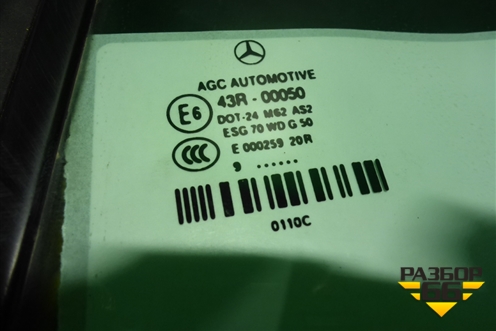 AGC AUTOMOTIVE
E6 43R - 00050
DOT-24 M62 AS2
ESG 70 WD G 50
CCC E 000259 20R
9 ......
0110C
РАЗБОР
66